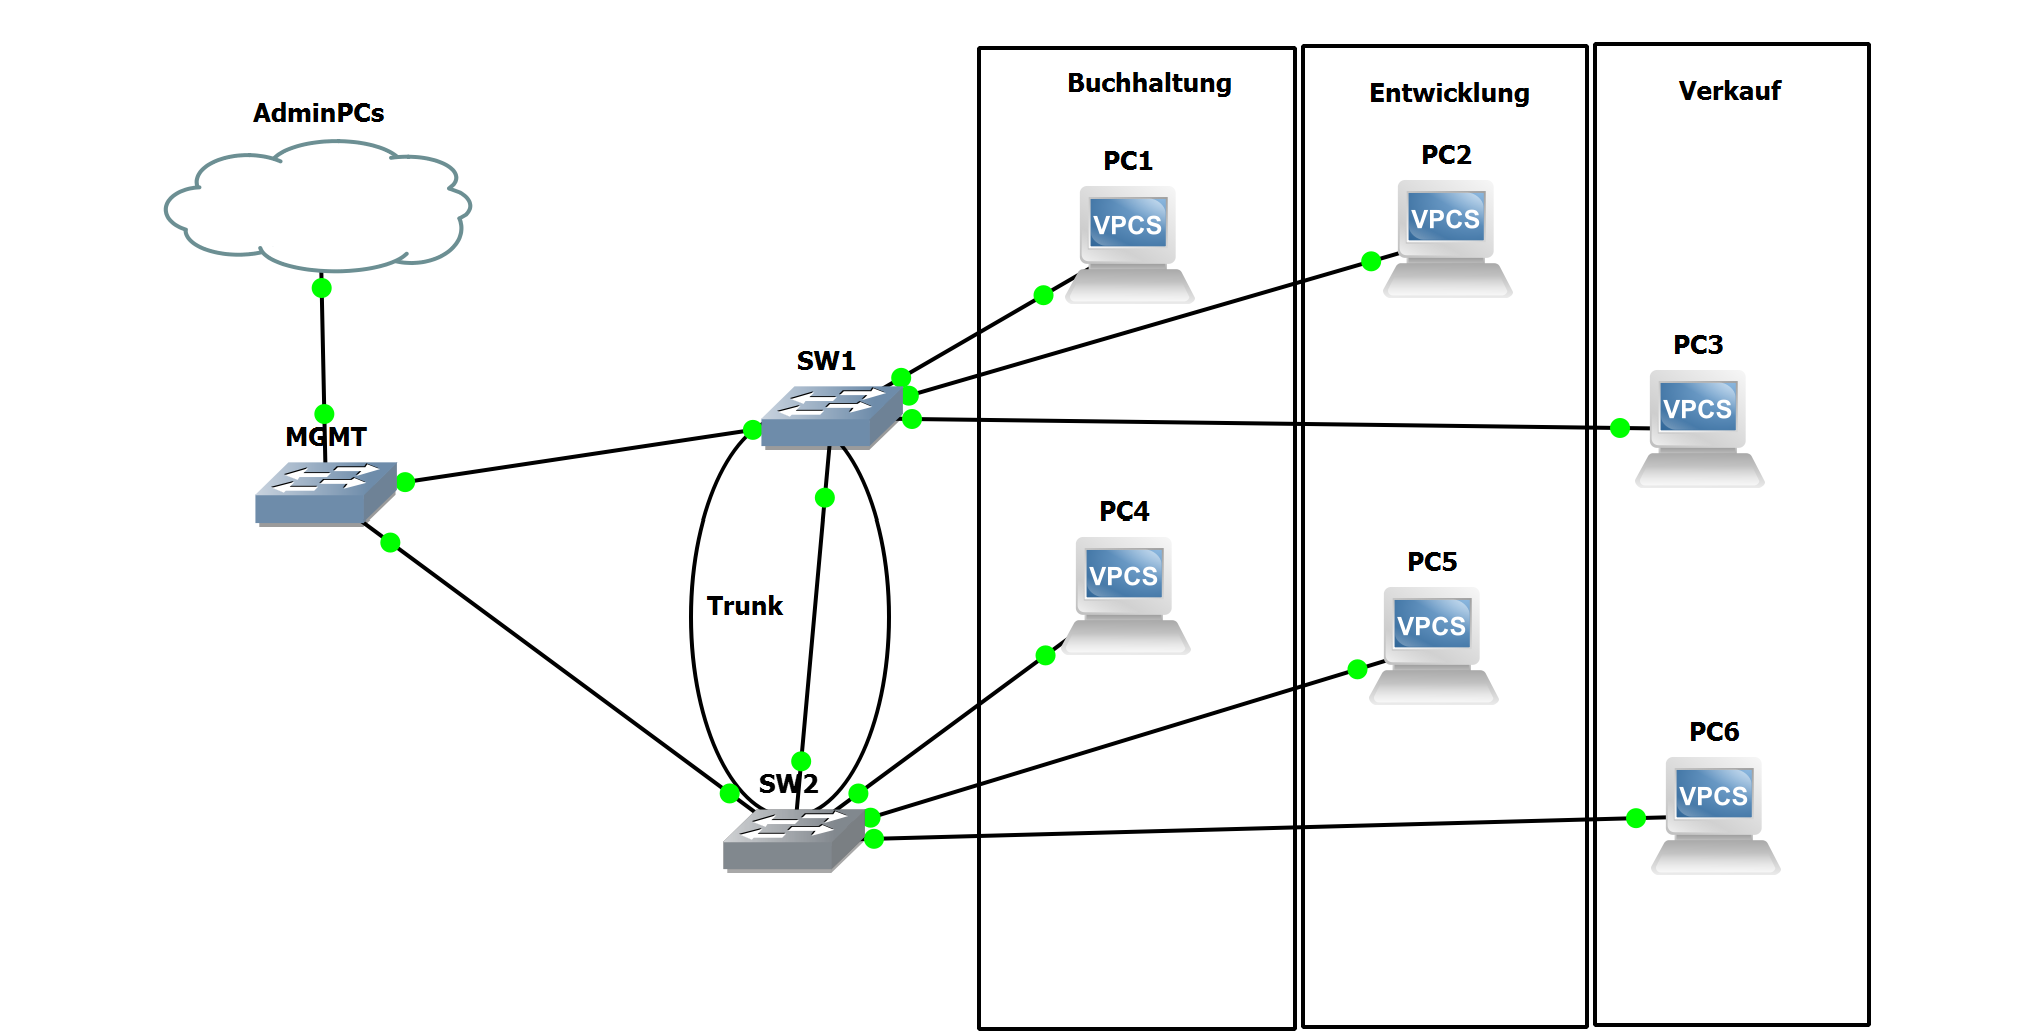 AdminPCs
MGMT
SW1
Trunk
SW2
Buchhaltung
PC1
VPCS
PC4
VPCS
Entwicklung
PC2
VPCS
PC5
VPCS
Verkauf
PC3
VPCS
PC6
VPCS